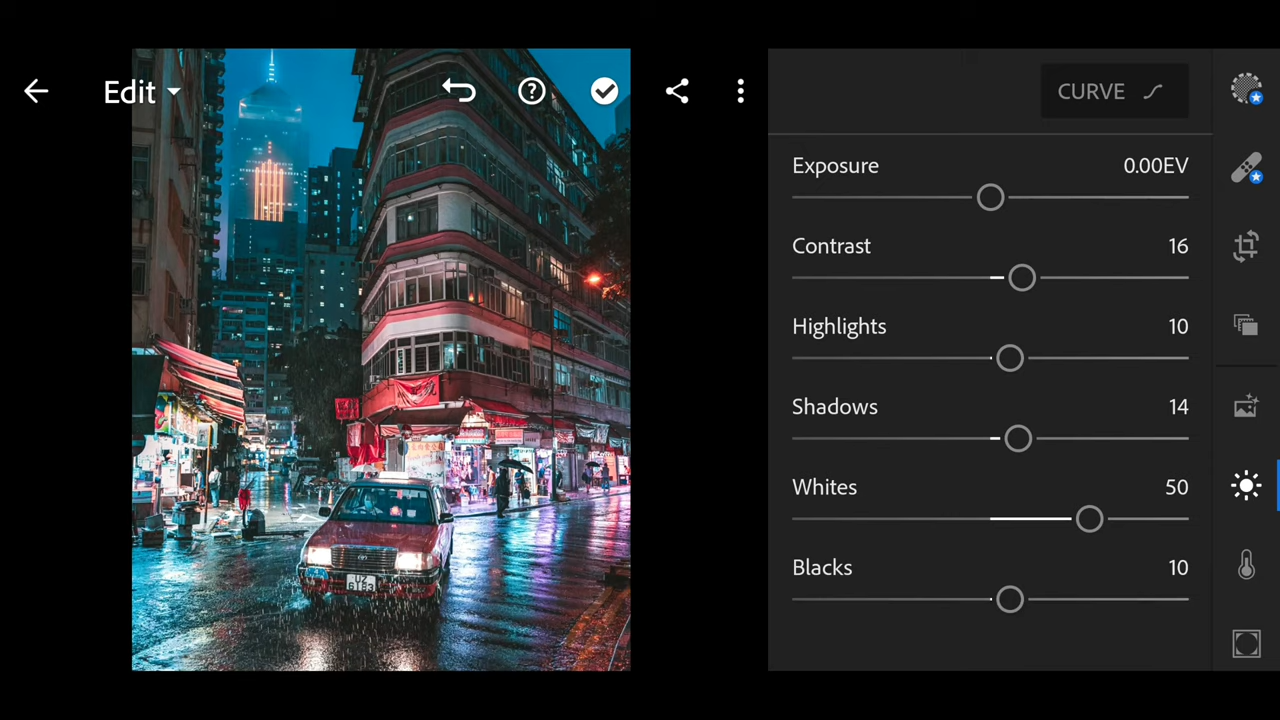 Edit
CURVE
Exposure 0.00EV
Contrast 16
Highlights 10
Shadows 14
Whites 50
Blacks 10